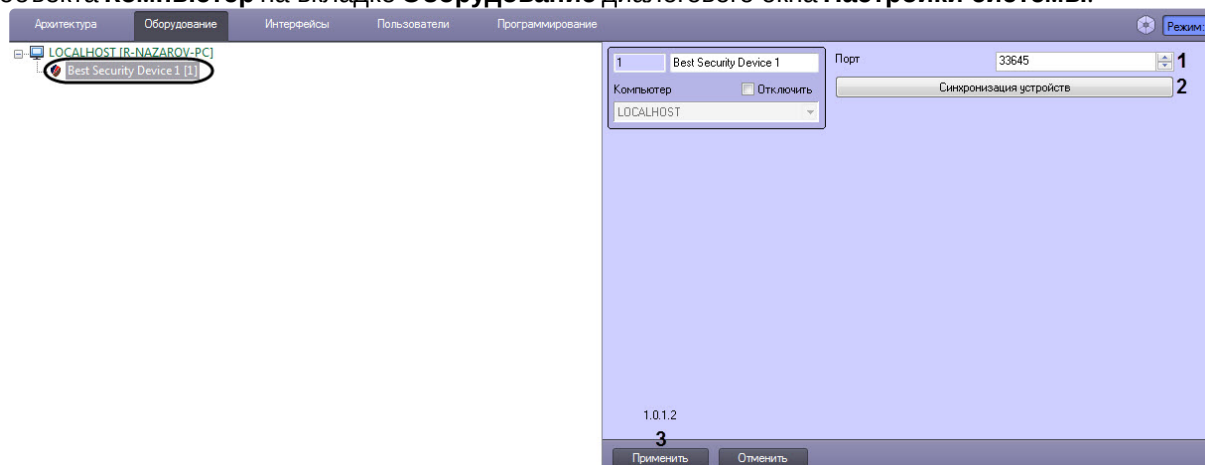 объекта Компьютер на вкладке Оборудование диалогового окна Настройки системы.
Архитектура Оборудование Интерфейсы Пользователи Программирование Режим:
LOCALHOST [R-NAZAROV-PC]
Best Security Device 1 [1]
1 Best Security Device 1
Компьютер Отключить
LOCALHOST
Порт 33645 1
Синхронизация устройств 2
1.0.1.2
3
Применить Отменить